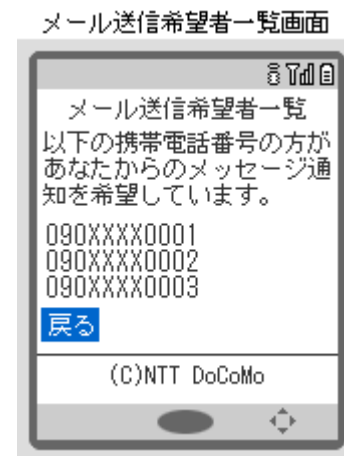 メール送信希望者一覧画面
メール送信希望者一覧
以下の携帯電話番号の方が
あなたからのメッセージ通
知を希望しています。
090XXXX0001
090XXXX0002
090XXXX0003
戻る
(C)NTT DoCoMo